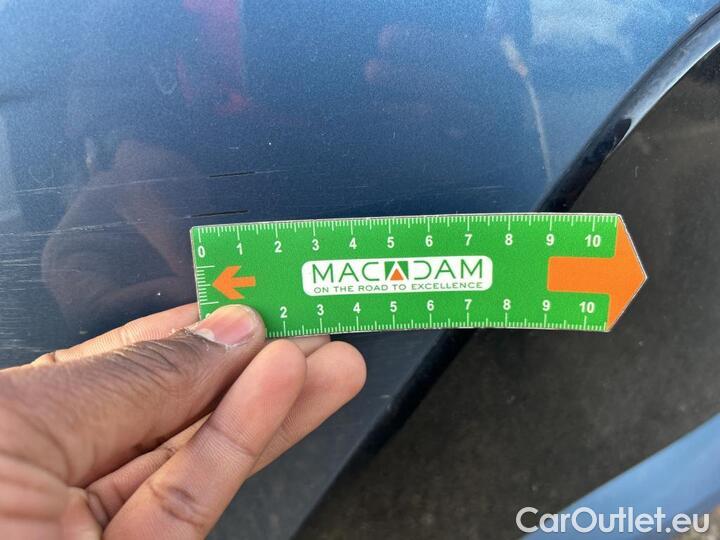 0 1 2 3 4 5 6 7 8 9 10
MACADAM
ON THE ROAD TO EXCELLENCE
2 3 4 5 6 7 8 9 10
CarOutlet.eu